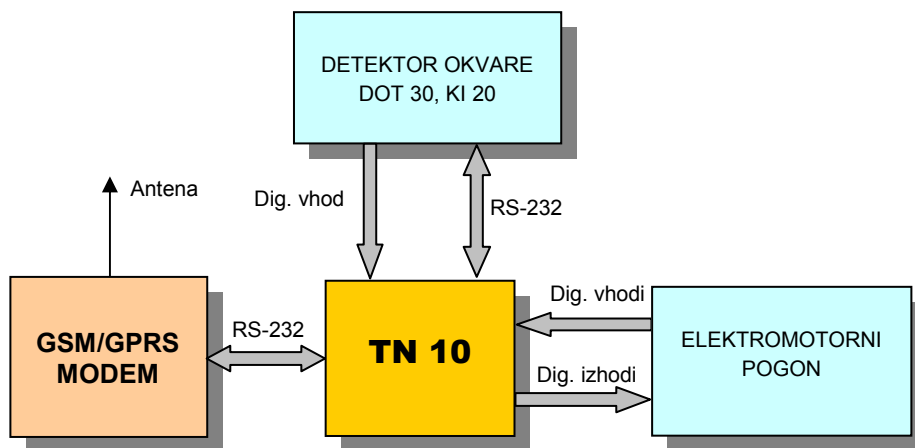 DETEKTOR OKVARE
DOT 30, KI 20
Antena
Dig. vhod
RS-232
GSM/GPRS
MODEM
RS-232
TN 10
Dig. vhodi
Dig. izhodi
ELEKTROMOTORNI
POGON